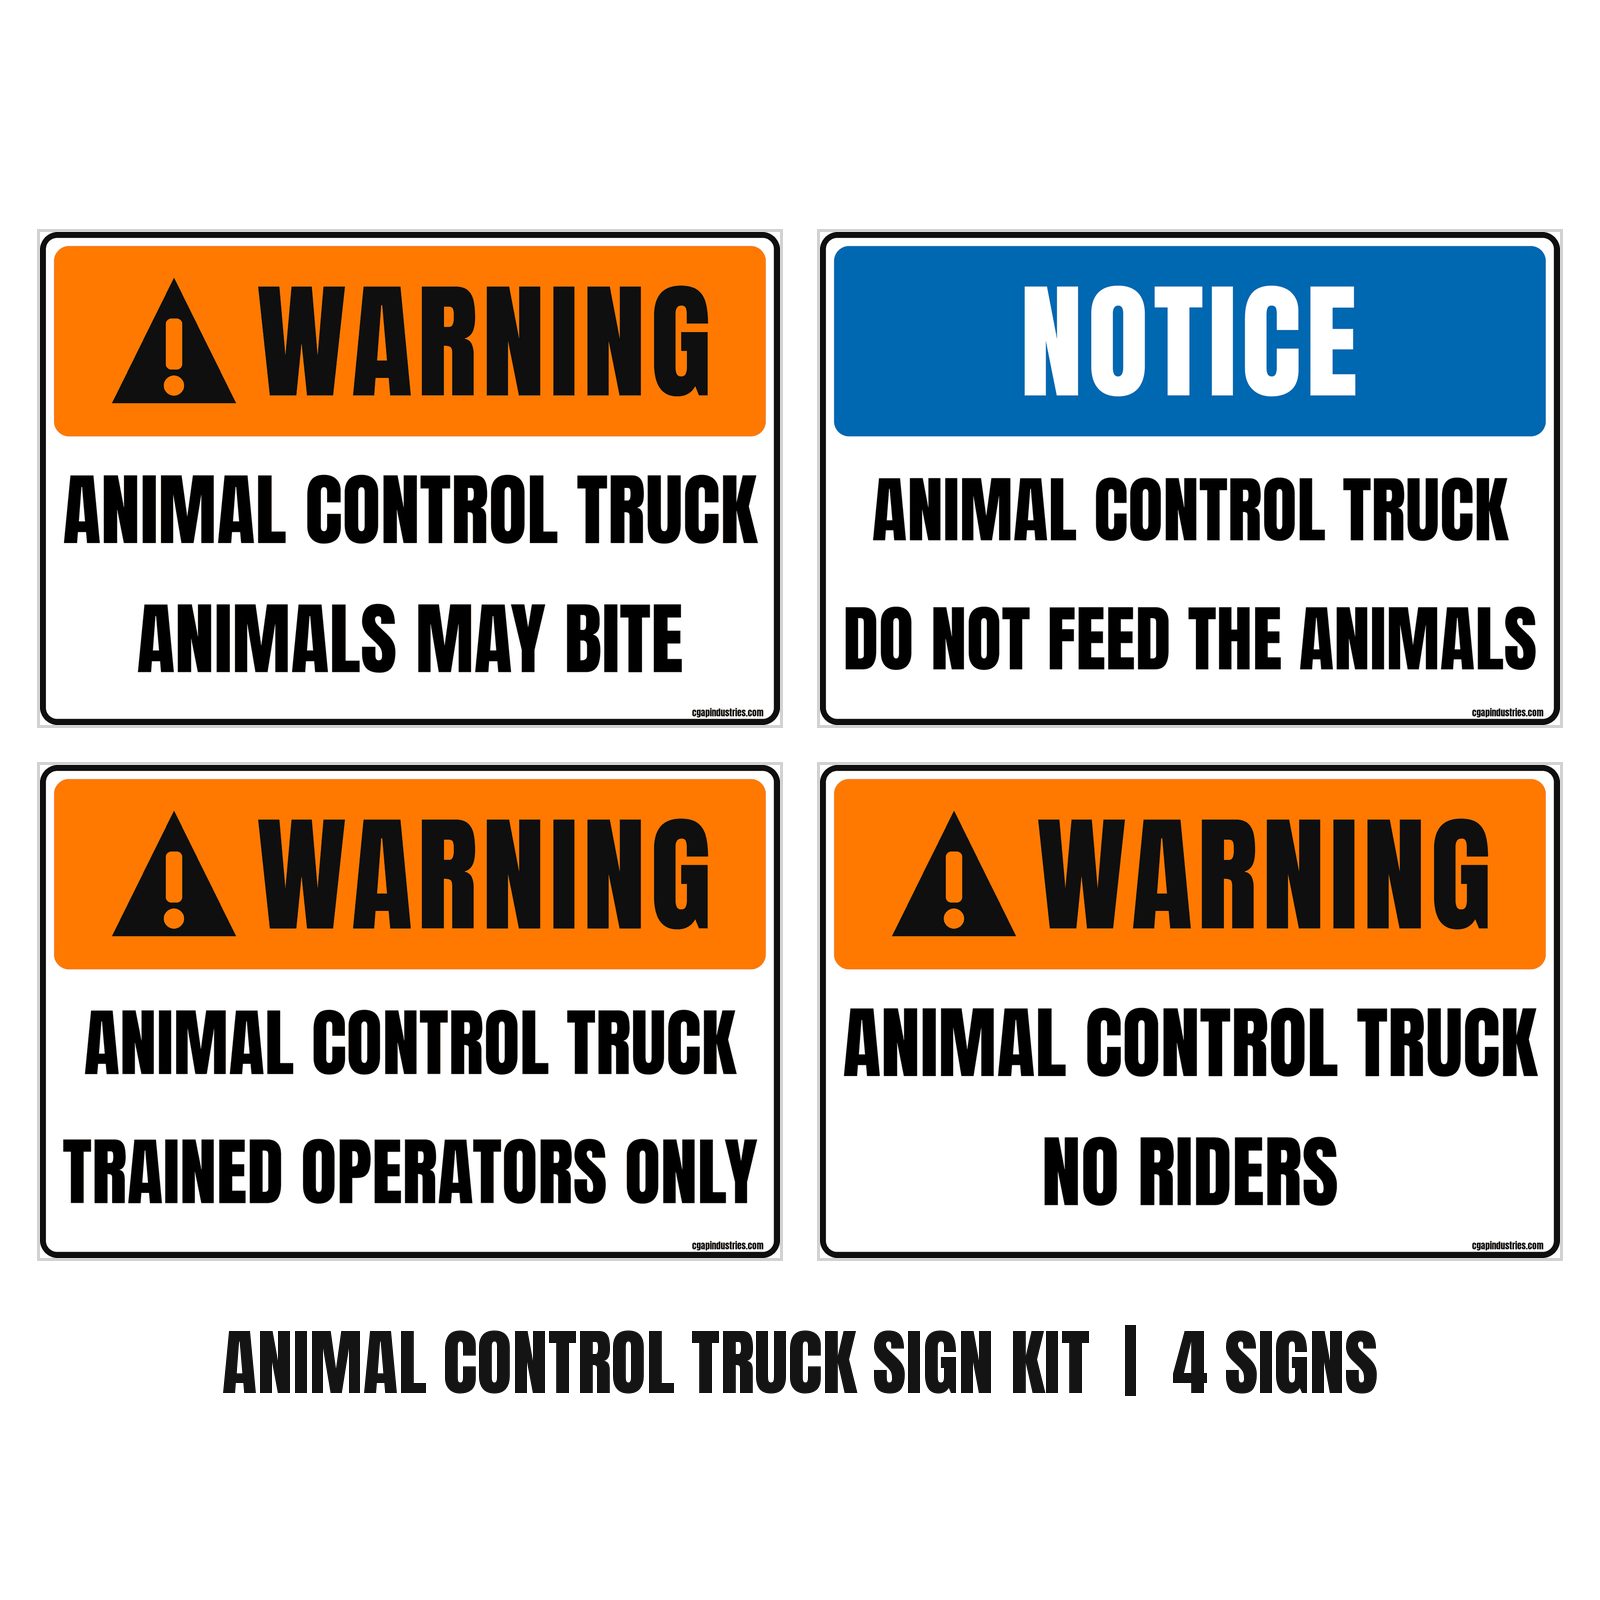 WARNING
ANIMAL CONTROL TRUCK
ANIMALS MAY BITE
cgapindustries.com
NOTICE
ANIMAL CONTROL TRUCK
DO NOT FEED THE ANIMALS
cgapindustries.com
WARNING
ANIMAL CONTROL TRUCK
TRAINED OPERATORS ONLY
cgapindustries.com
WARNING
ANIMAL CONTROL TRUCK
NO RIDERS
cgapindustries.com
ANIMAL CONTROL TRUCK SIGN KIT | 4 SIGNS